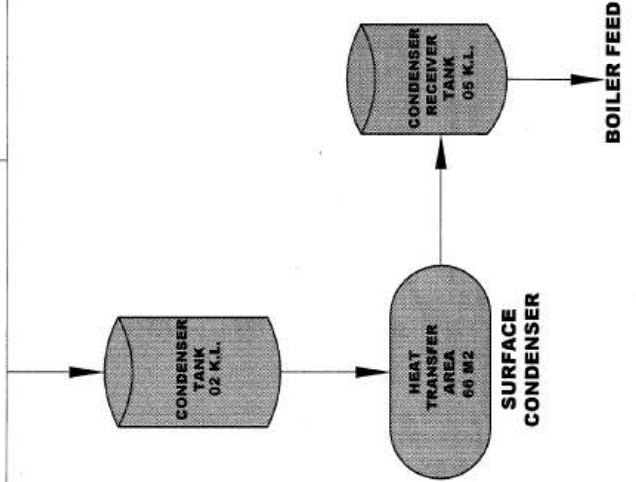 CONDENSER
TANK
02 K.L.
HEAT
TRANSFER
AREA
66 M2
SURFACE
CONDENSER
CONDENSER
RECEIVER
TANK
05 K.L.
BOILER FEED